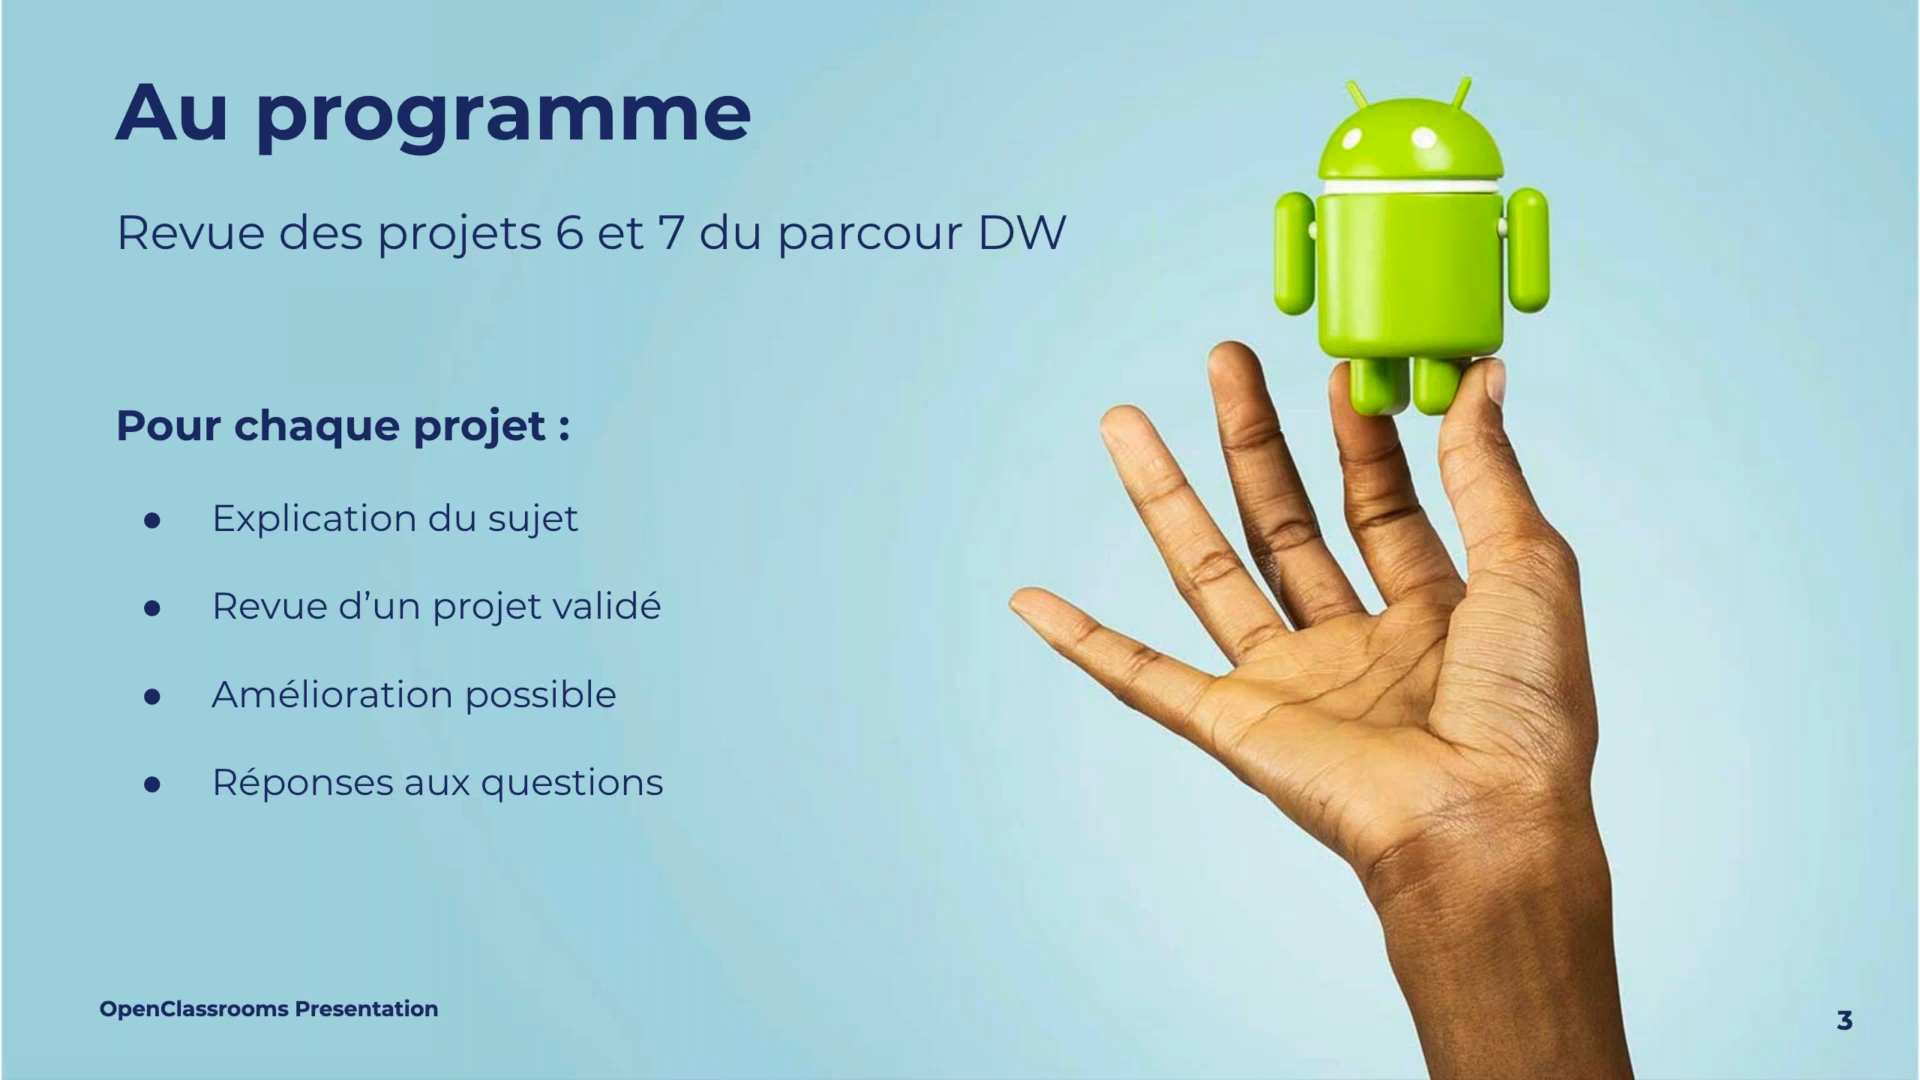 Au programme
Revue des projets 6 et 7 du parcour DW
Pour chaque projet :
● Explication du sujet
● Revue d’un projet validé
● Amélioration possible
● Réponses aux questions
OpenClassrooms Presentation
3